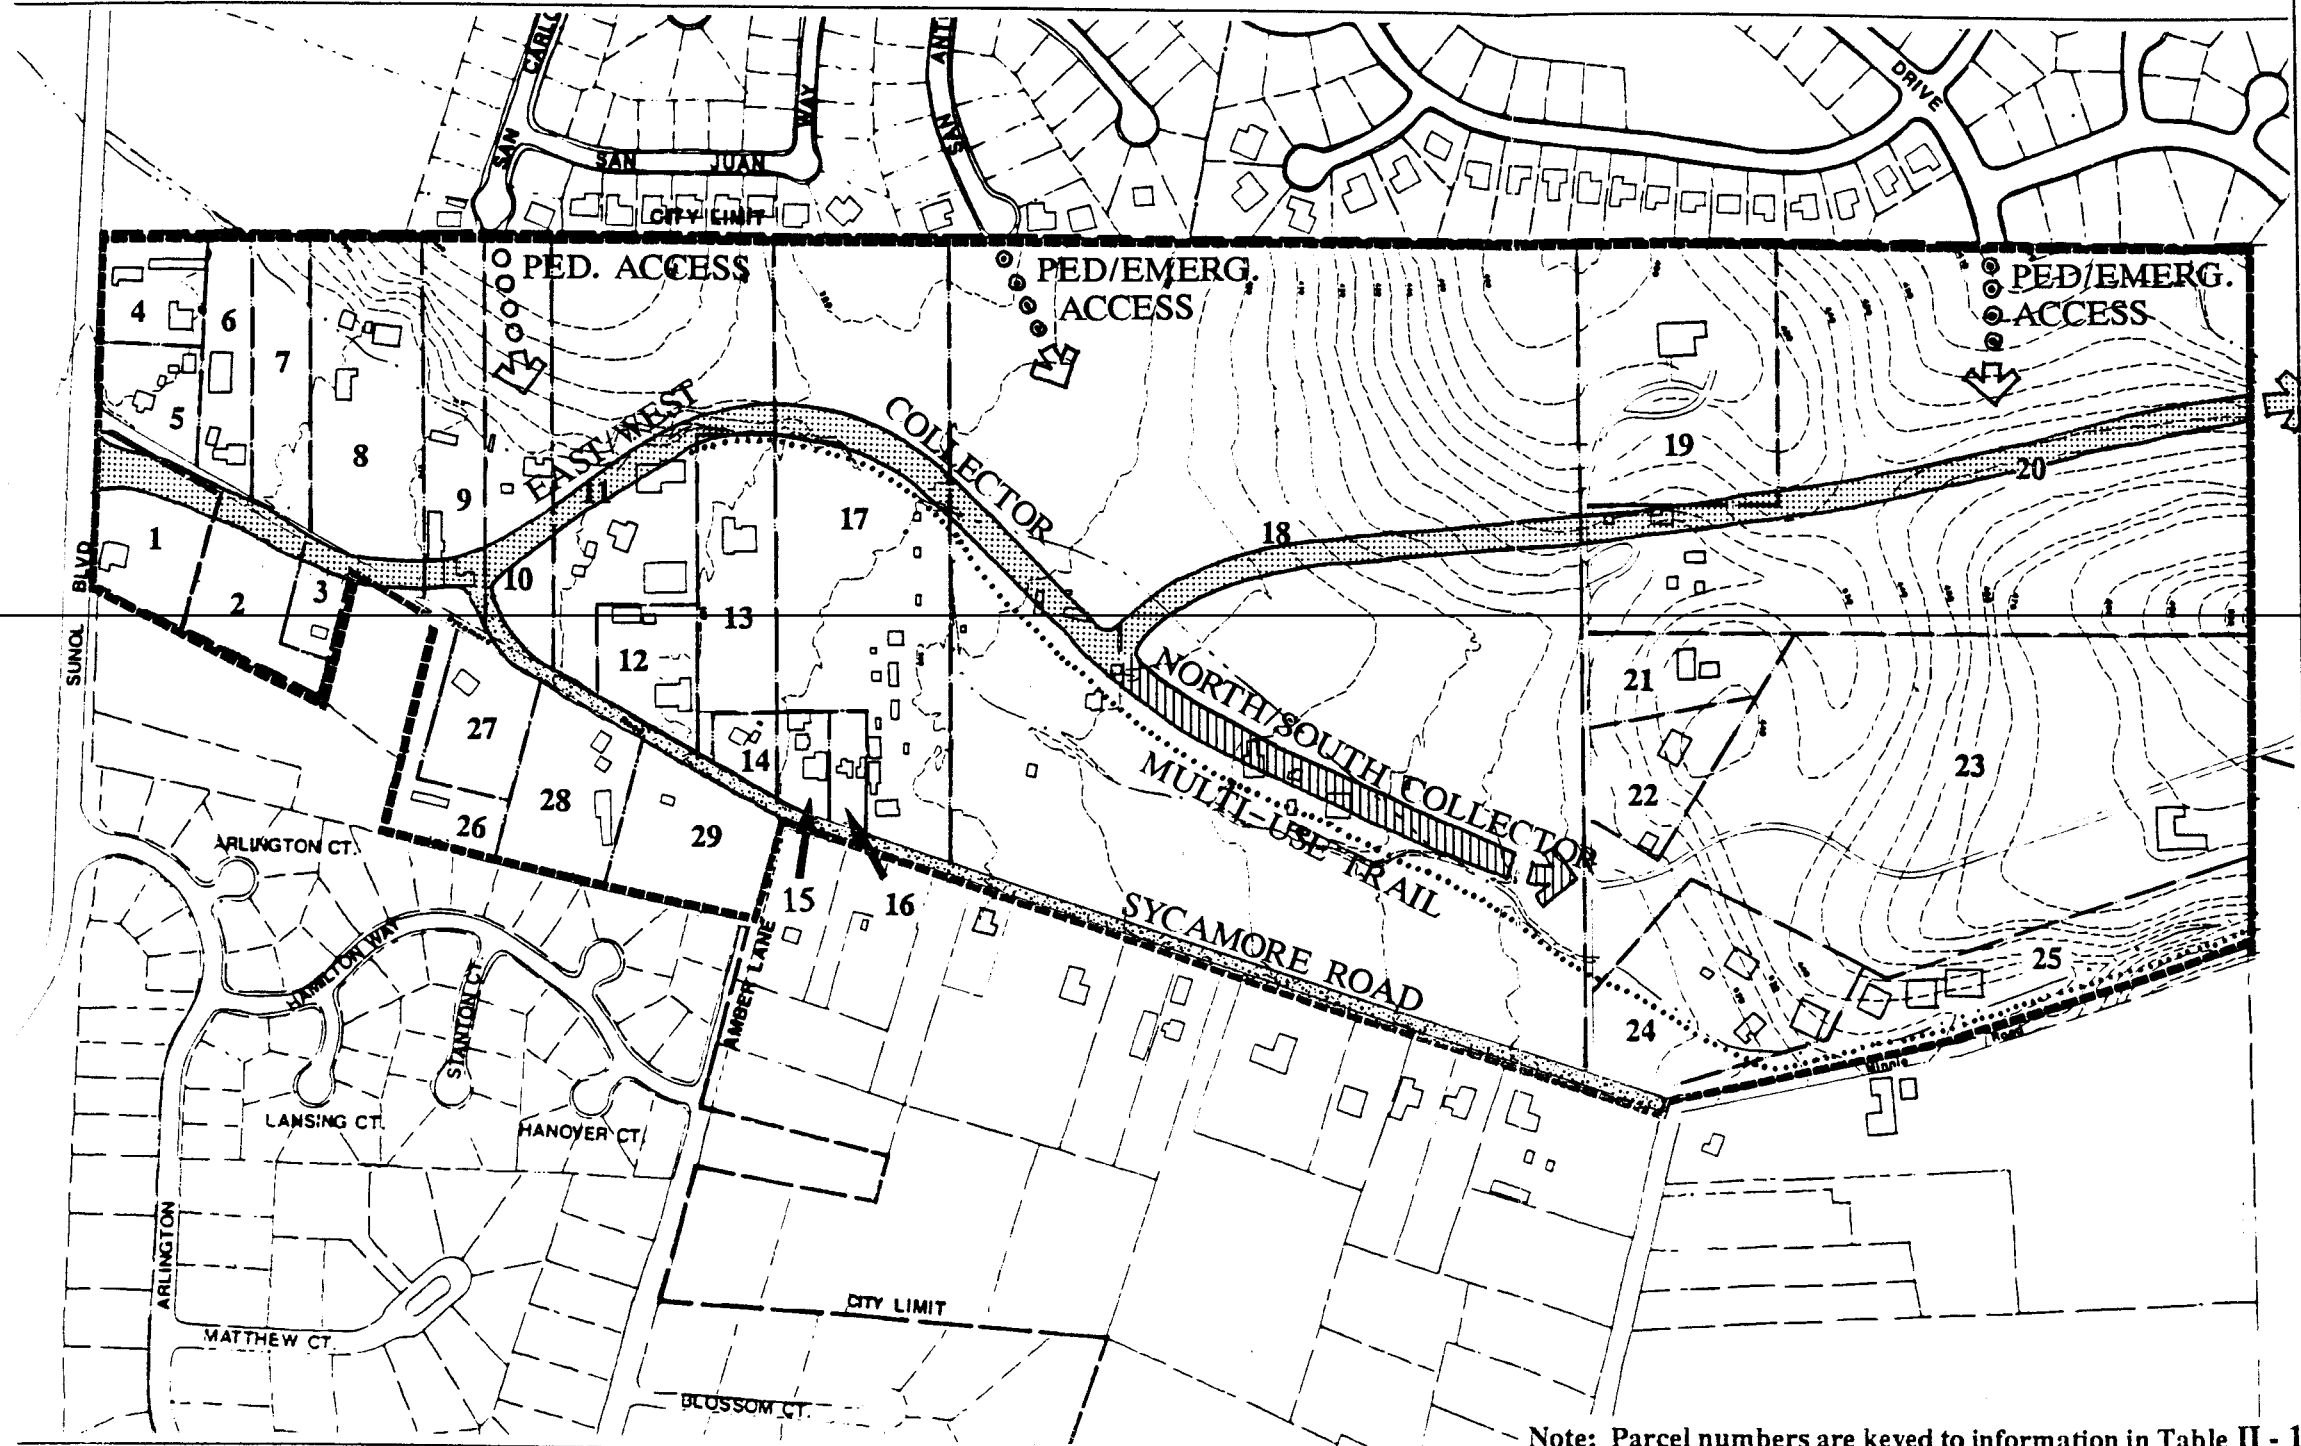 CARLO
SAN
WAY
ANT
SAN
DRIVE
SAN JUAN
CITY LIMIT
PED. ACCESS
PED/EMERG.
ACCESS
PED/EMERG.
ACCESS
4
6
7
5
8
9
EAST/WEST
COLLECTOR
11
17
18
19
20
1
2
3
10
12
13
SUNOL BLVD
27
14
28
26
29
15
16
NORTH/SOUTH COLLECTOR
MULTI-USE TRAIL
21
22
23
24
25
SYCAMORE ROAD
Minnie Road
ARLINGTON CT.
HAMILTON WAY
STANTON CT
AMBER LANE
LANSING CT.
HANOVER CT.
ARLINGTON
MATTHEW CT.
CITY LIMIT
BLOSSOM CT.
Note: Parcel numbers are keyed to information in Table II - 1